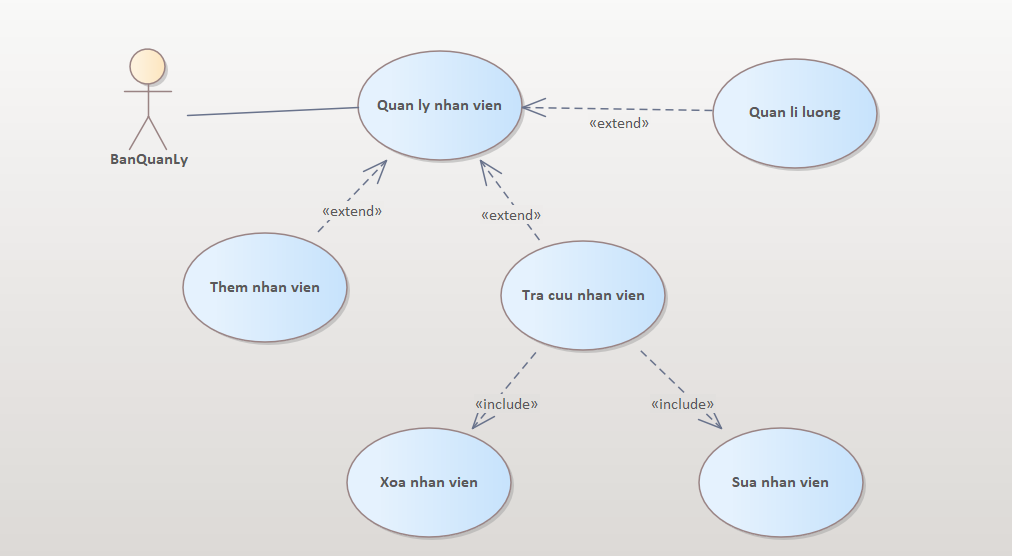 Quan ly nhan vien
«extend»
Quan li luong
BanQuanLy
«extend»
«extend»
Them nhan vien
Tra cuu nhan vien
«include»
«include»
Xoa nhan vien
Sua nhan vien